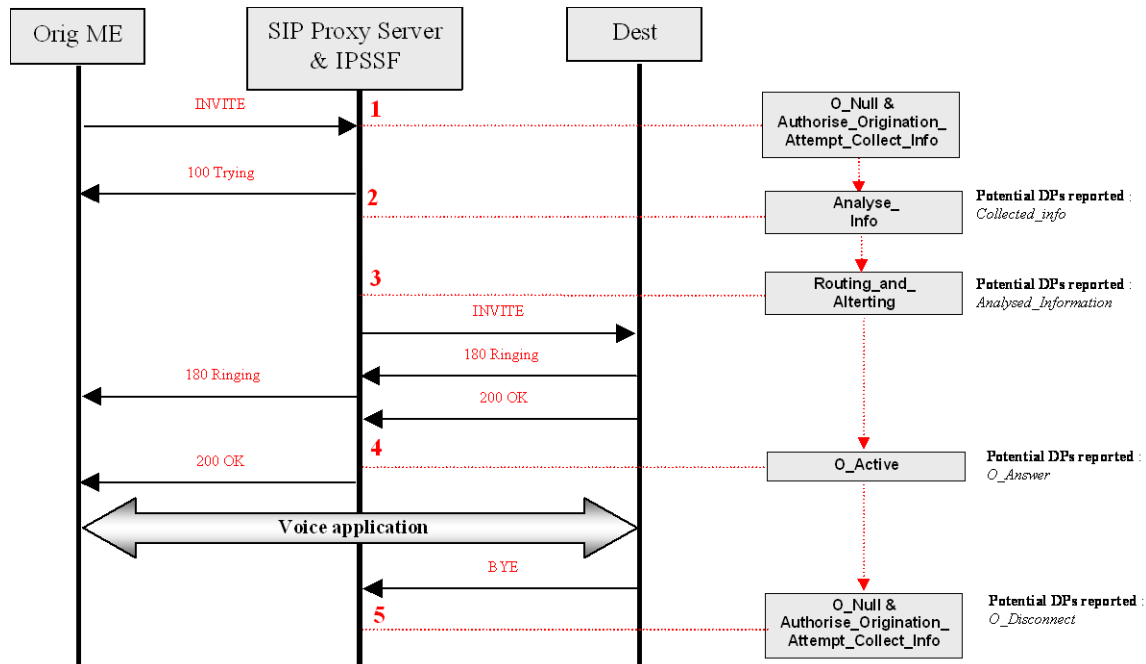 Orig ME
SIP Proxy Server
& IPSSF
Dest
INVITE
1
O_Null &
Authorise_Origination_
Attempt_Collect_Info
100 Trying
2
Analyse_
Info
Potential DPs reported :
Collected_info
3
Routing_and_
Alterting
Potential DPs reported :
Analysed_Information
INVITE
180 Ringing
180 Ringing
200 OK
4
200 OK
O_Active
Potential DPs reported :
O_Answer
Voice application
BYE
5
O_Null &
Authorise_Origination_
Attempt_Collect_Info
Potential DPs reported :
O_Disconnect